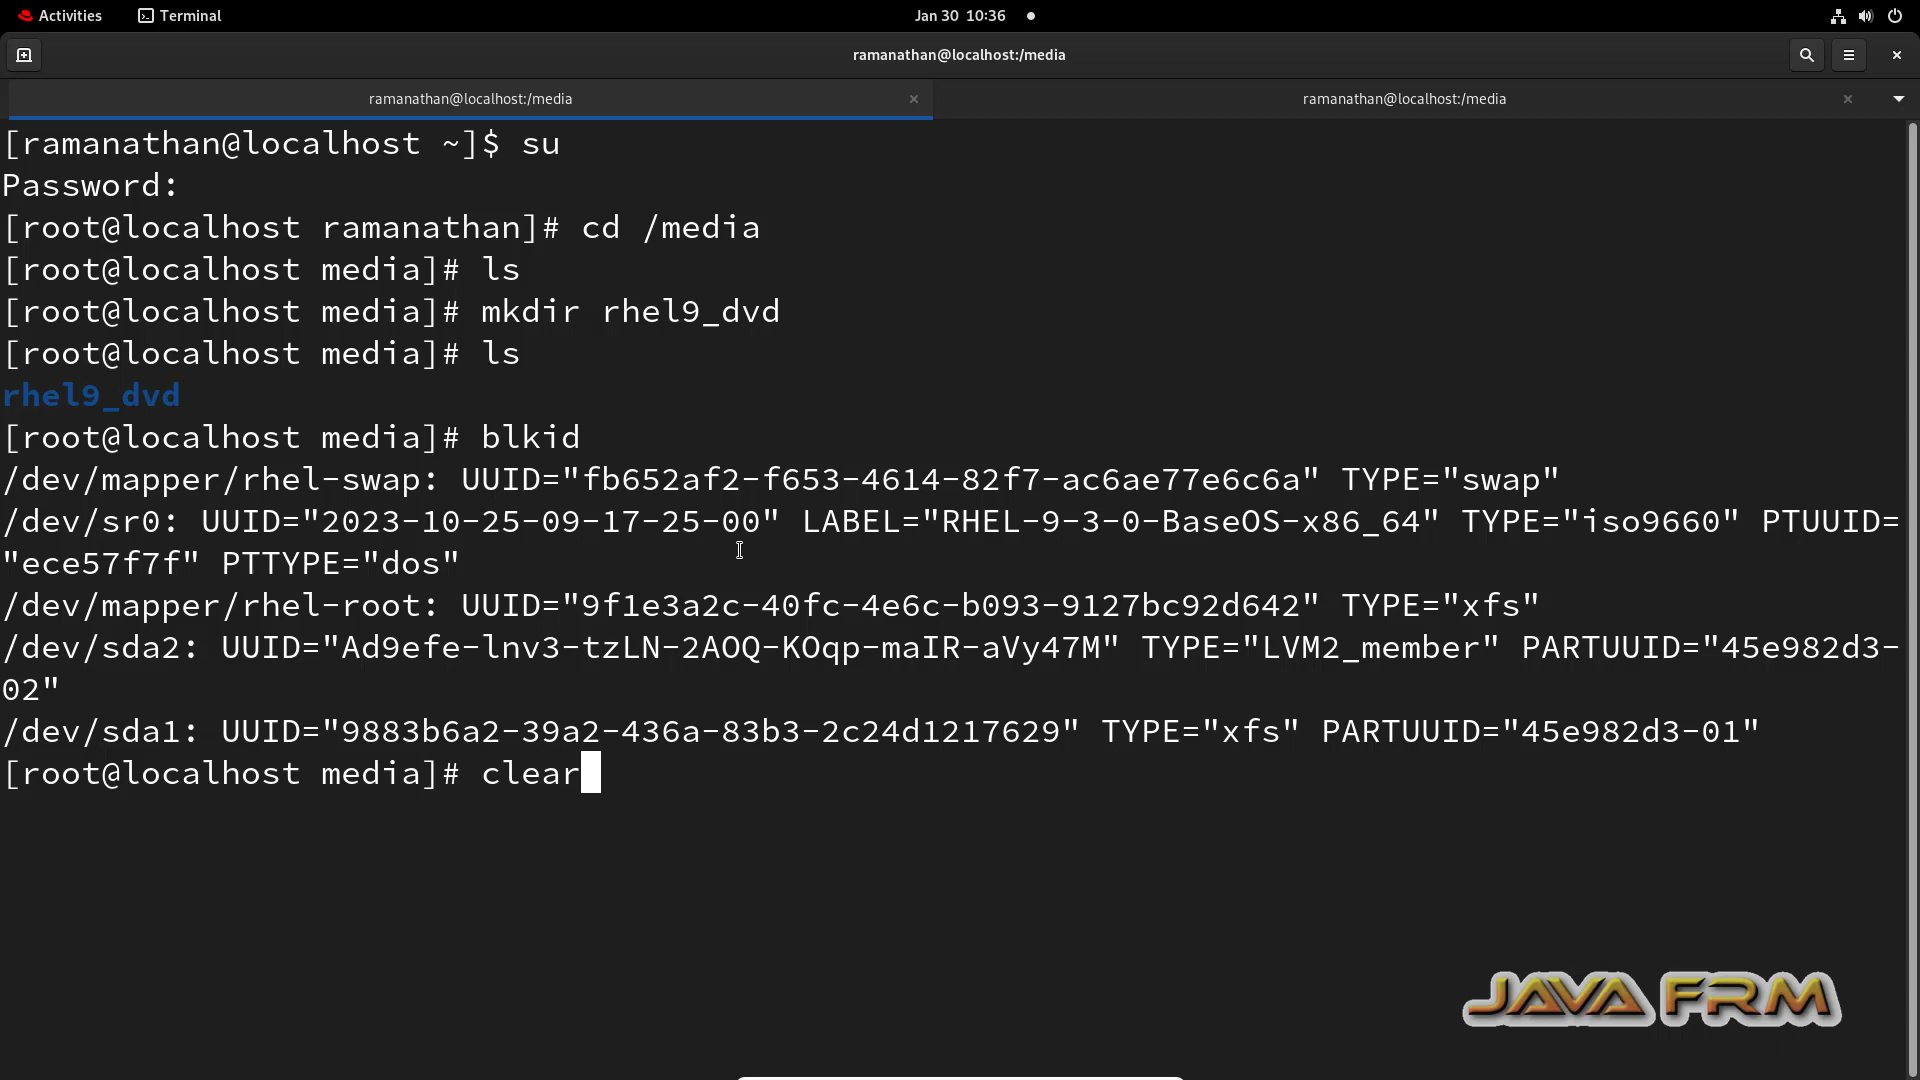 Activities Terminal Jan 30 10:36
ramanathan@localhost:/media
ramanathan@localhost:/media ramanathan@localhost:/media
[ramanathan@localhost ~]$ su
Password:
[root@localhost ramanathan]# cd /media
[root@localhost media]# ls
[root@localhost media]# mkdir rhel9_dvd
[root@localhost media]# ls
rhel9_dvd
[root@localhost media]# blkid
/dev/mapper/rhel-swap: UUID="fb652af2-f653-4614-82f7-ac6ae77e6c6a" TYPE="swap"
/dev/sr0: UUID="2023-10-25-09-17-25-00" LABEL="RHEL-9-3-0-BaseOS-x86_64" TYPE="iso9660" PTUUID=
"ece57f7f" PTTYPE="dos"
/dev/mapper/rhel-root: UUID="9f1e3a2c-40fc-4e6c-b093-9127bc92d642" TYPE="xfs"
/dev/sda2: UUID="Ad9efe-lnv3-tzLN-2AOQ-KOqp-maIR-aVy47M" TYPE="LVM2_member" PARTUUID="45e982d3-
02"
/dev/sda1: UUID="9883b6a2-39a2-436a-83b3-2c24d1217629" TYPE="xfs" PARTUUID="45e982d3-01"
[root@localhost media]# clear
JAVA FRM